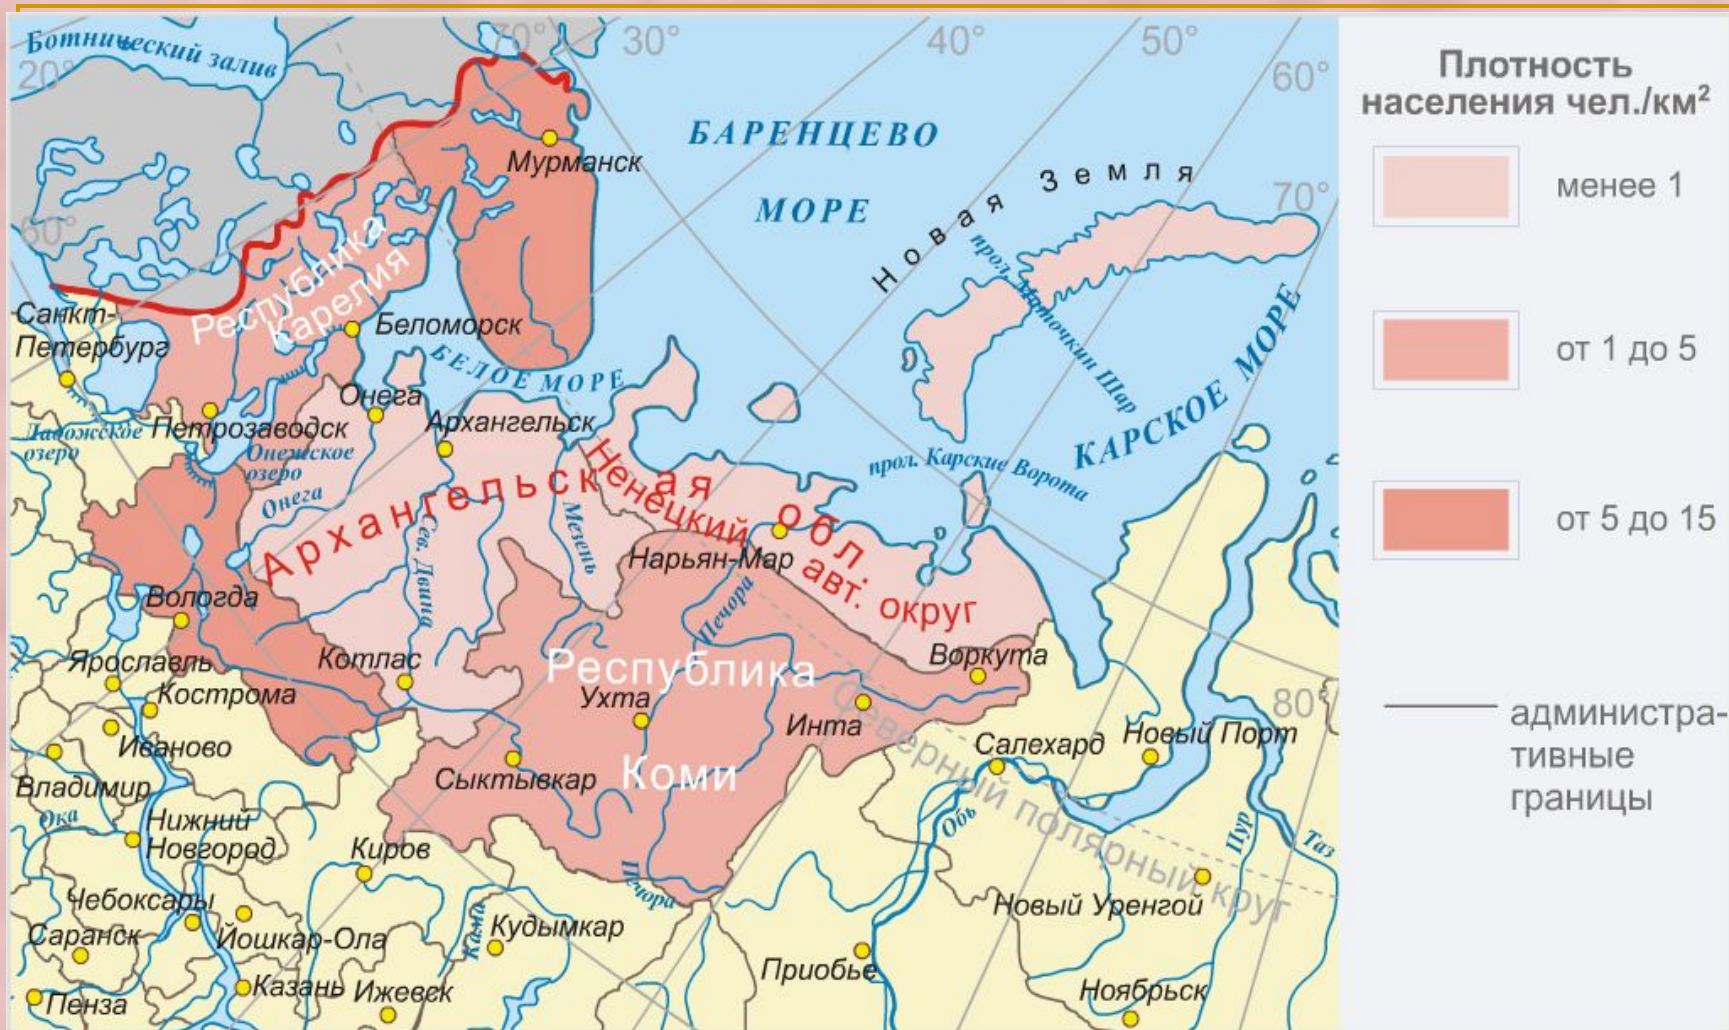 Ботнический залив
20°
70°
30°
40°
50°
60°
70°
80°
60°
БАРЕНЦЕВО
МОРЕ
Новая Земля
прол. Маточкин Шар
КАРСКОЕ МОРЕ
прол. Карские Ворота
Мурманск
Республика
Карелия
Санкт-
Петербург
Беломорск
БЕЛОЕ МОРЕ
Онега
Архангельск
Ладожское
озеро
Петрозаводск
Онежское
озеро
Онега
Архангельская обл.
Ненецкий авт. округ
Сев. Двина
Мезень
Нарьян-Мар
Печора
Вологда
Ярославль
Котлас
Республика
Коми
Воркута
Кострома
Ухта
Инта
Северный полярный круг
Иваново
Салехард
Новый Порт
Владимир
Сыктывкар
Ока
Нижний
Новгород
Киров
Обь
Пур
Таз
Печора
Чебоксары
Новый Уренгой
Саранск
Йошкар-Ола
Кама
Кудымкар
Приобье
Казань
Ижевск
Ноябрьск
Пенза
Плотность
населения чел./км²
менее 1
от 1 до 5
от 5 до 15
администра-
тивные
границы